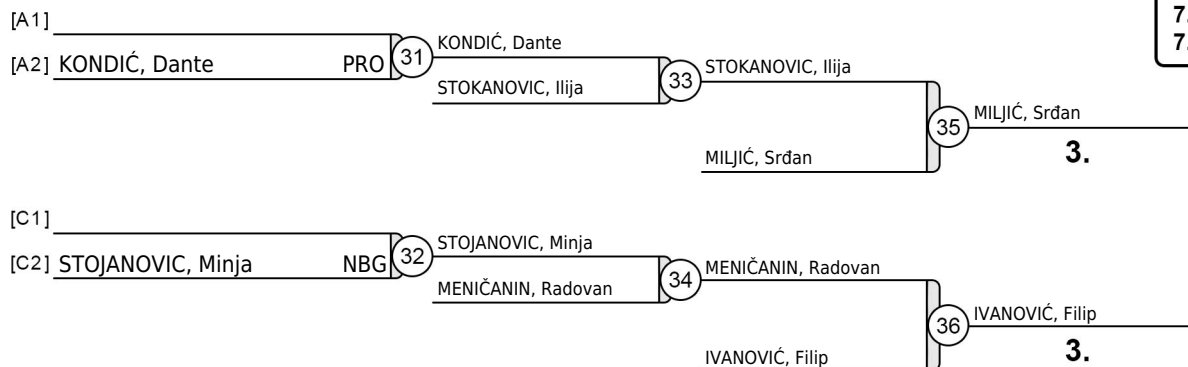 [A1]
[A2] KONDIĆ, Dante PRO
31
KONDIĆ, Dante
STOKANOVIC, Ilija
33
STOKANOVIC, Ilija
MILJIĆ, Srđan
35
MILJIĆ, Srđan
3.
[C1]
[C2] STOJANOVIC, Minja NBG
32
STOJANOVIC, Minja
MENIČANIN, Radovan
34
MENIČANIN, Radovan
IVANOVIĆ, Filip
36
IVANOVIĆ, Filip
3.
7.
7.